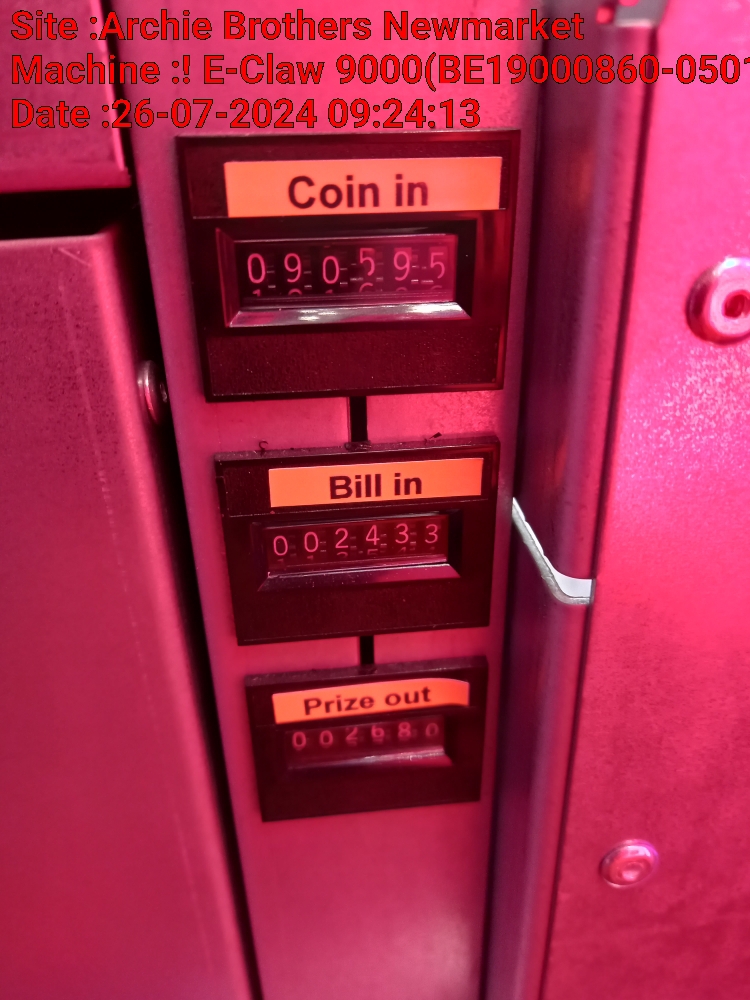 Site :Archie Brothers Newmarket
Machine :! E-Claw 9000(BE19000860-0501
Date :26-07-2024 09:24:13
Coin in
090595
Bill in
002433
Prize out
002680